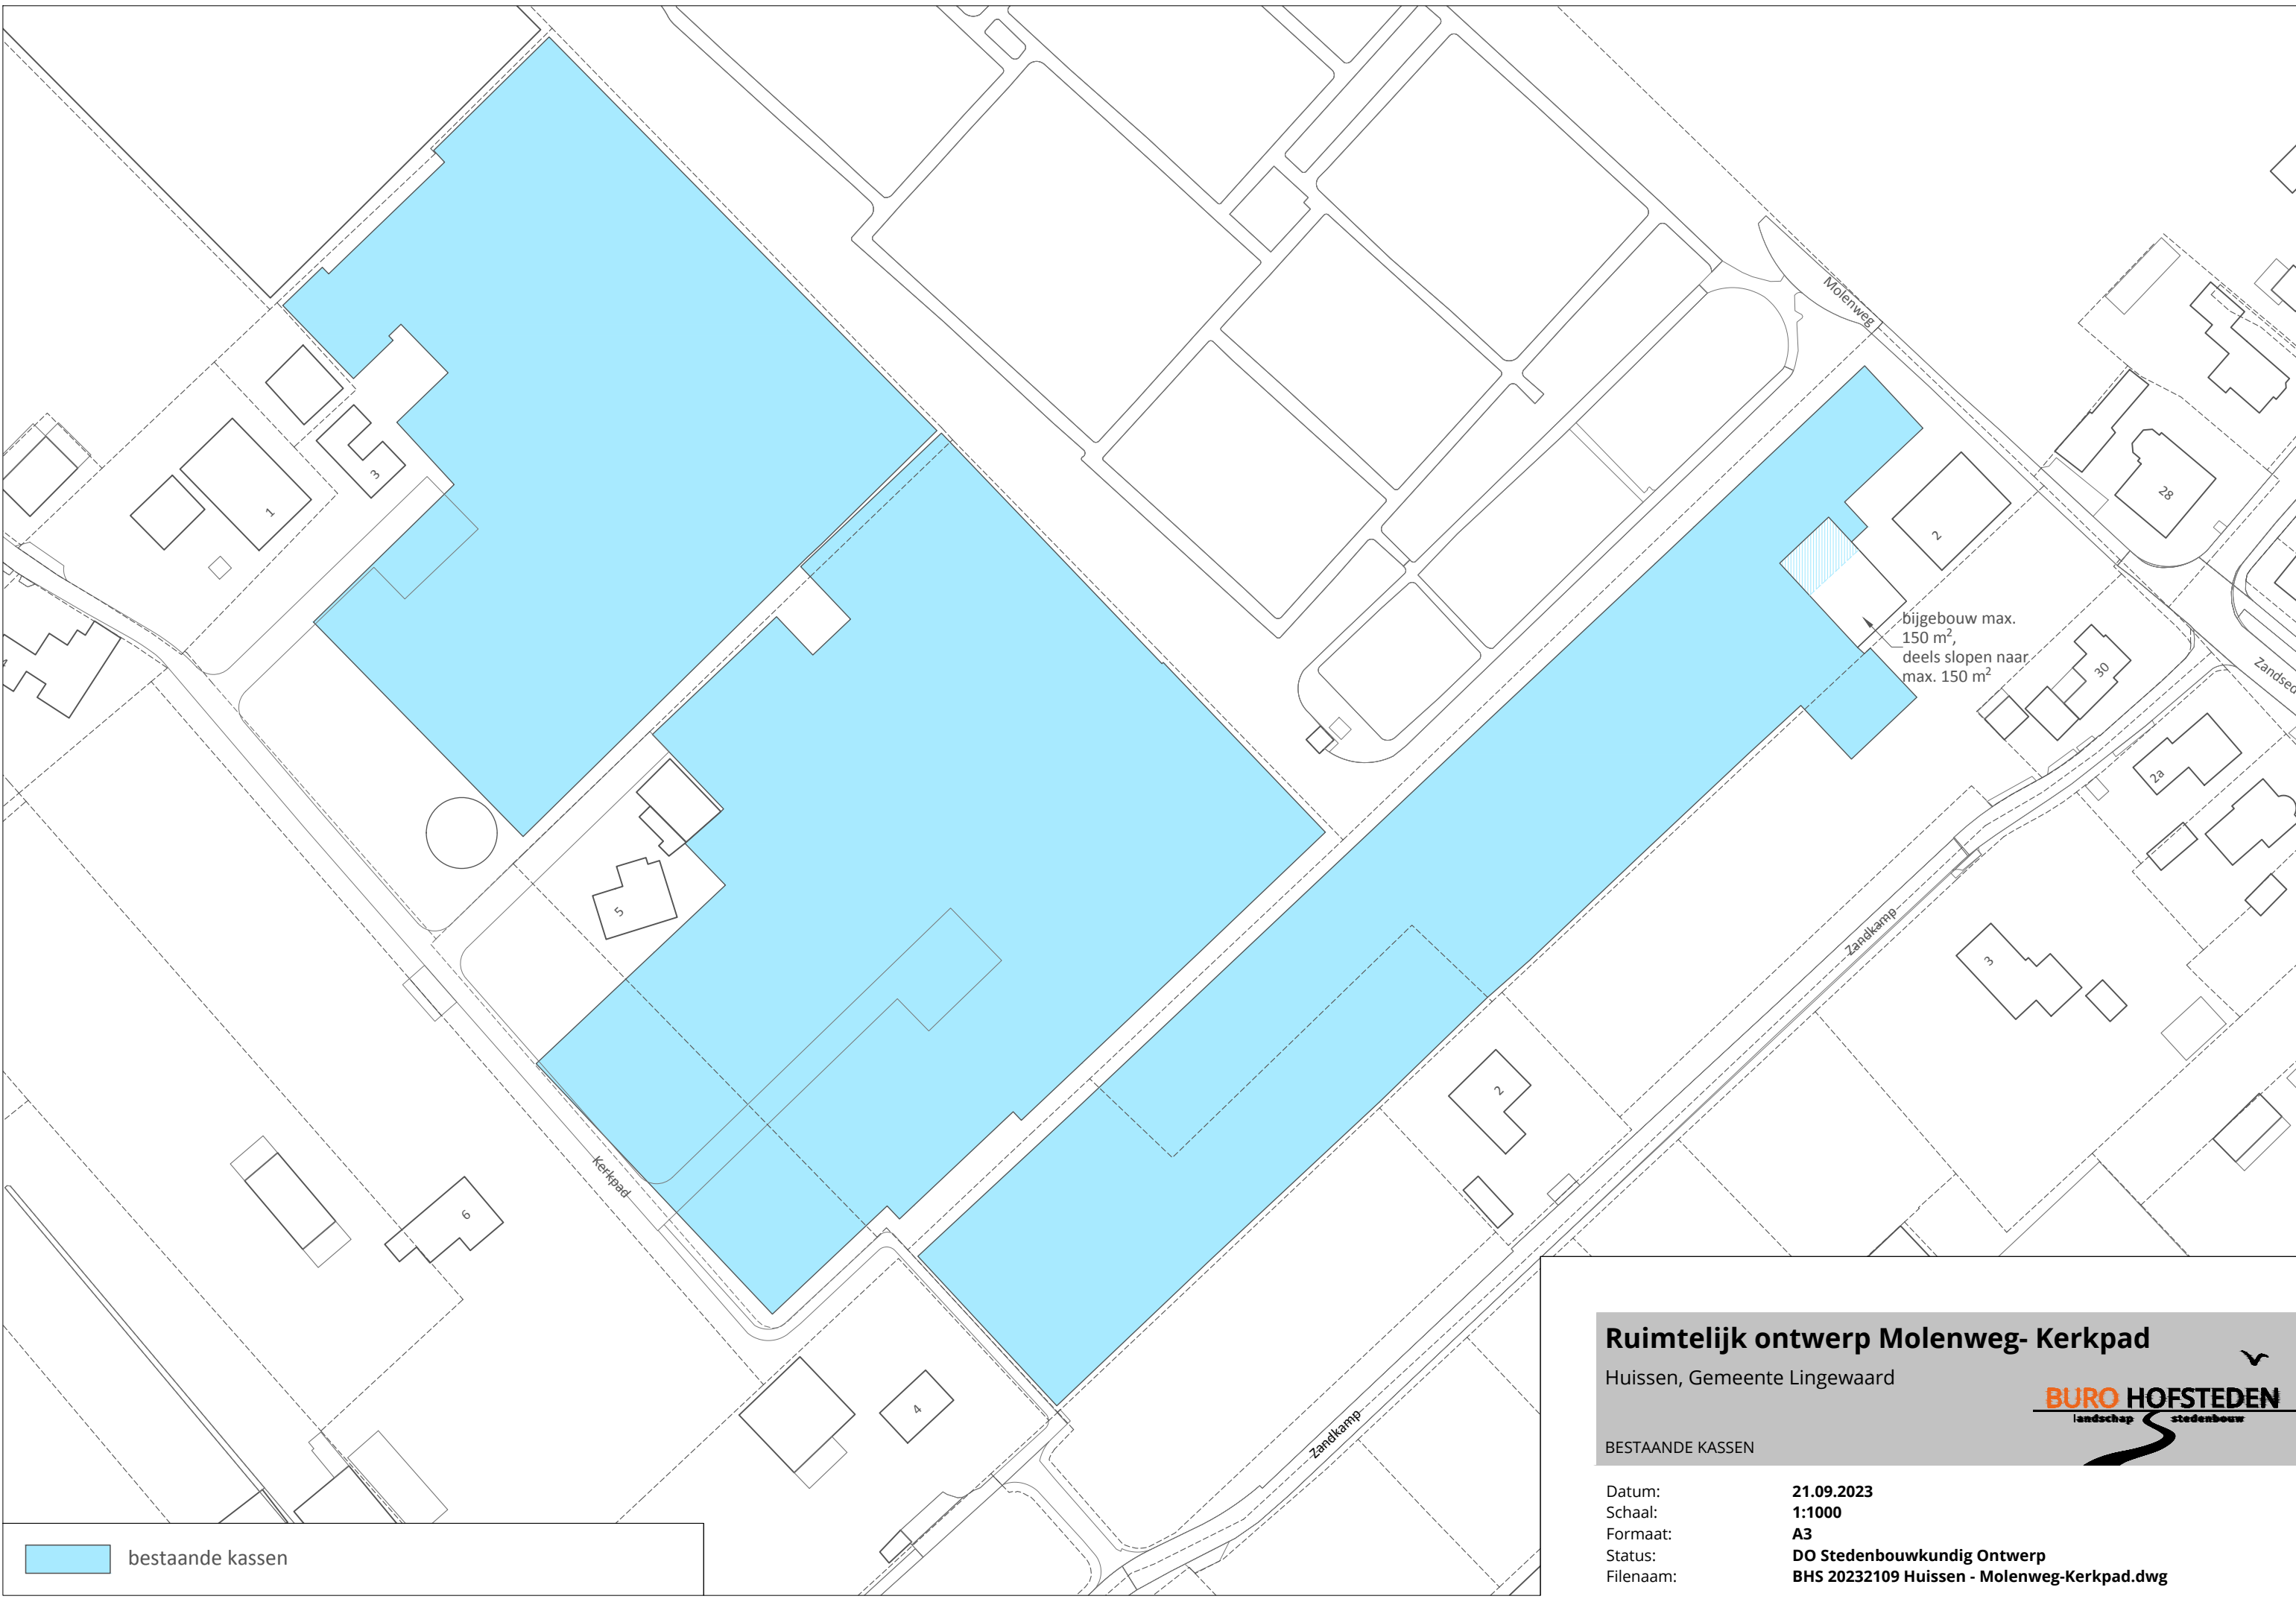 Molenweg
28
2
3
1
bijgebouw max.
150 m²,
deels slopen naar
max. 150 m²
30
2a
5
Zandkamp
3
2
Kerkpad
6
4
Zandkamp
Ruimtelijk ontwerp Molenweg- Kerkpad
Huissen, Gemeente Lingewaard
BURO HOFSTEDEN
landschap stedenbouw
BESTAANDE KASSEN
Datum: 21.09.2023
Schaal: 1:1000
Formaat: A3
Status: DO Stedenbouwkundig Ontwerp
Filenaam: BHS 20232109 Huissen - Molenweg-Kerkpad.dwg
bestaande kassen